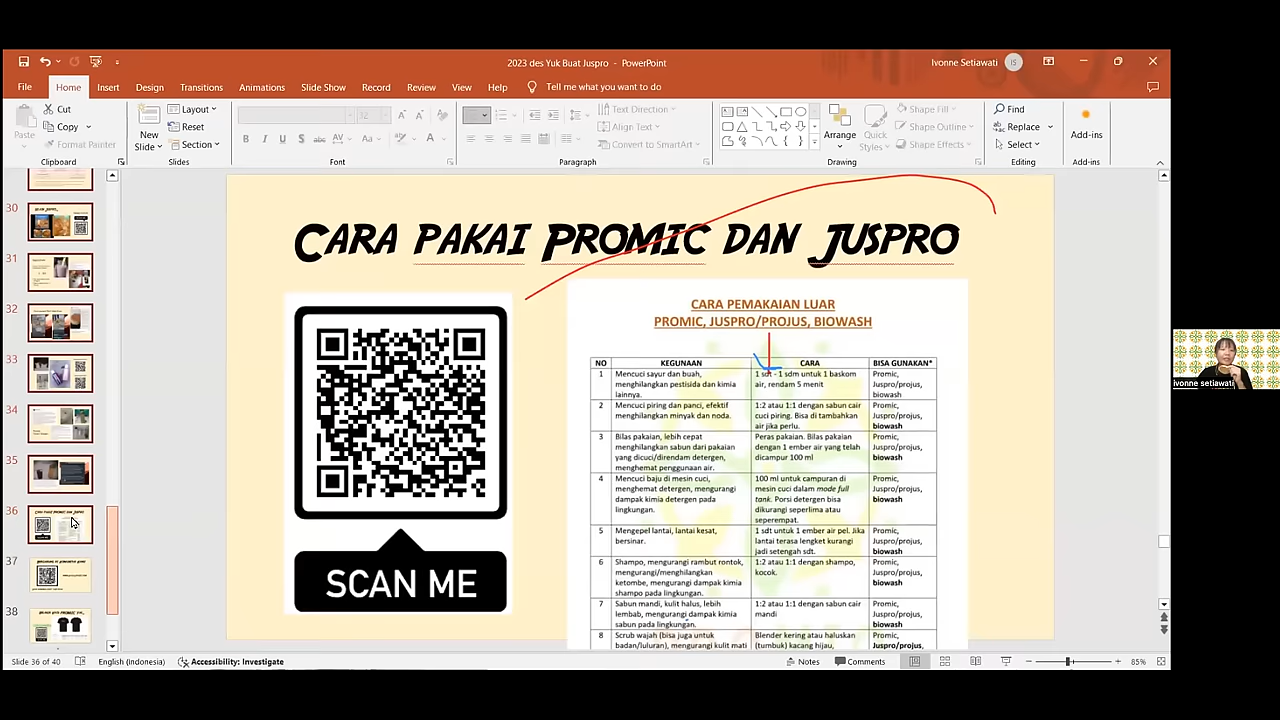 2023 des Yuk Buat Juspro - PowerPoint
Ivonne Setiawati
IS
File
Home
Insert
Design
Transitions
Animations
Slide Show
Record
Review
View
Help
Tell me what you want to do
Paste
Cut
Copy
Format Painter
Clipboard
New
Slide
Layout
Reset
Section
Slides
32
B I U S abc AV Aa A
Font
Text Direction
Align Text
Convert to SmartArt
Paragraph
Arrange
Quick
Styles
Shape Fill
Shape Outline
Shape Effects
Drawing
Find
Replace
Select
Editing
Add-ins
Add-ins
30
31
32
33
34
35
36
37
38
CARA PAKAI PROMIC DAN JUSPRO
SCAN ME
CARA PEMAKAIAN LUAR
PROMIC, JUSPRO/PROJUS, BIOWASH
NO KEGUNAAN CARA BISA GUNAKAN*
1 Mencuci sayur dan buah, 1 sdt - 1 sdm untuk 1 baskom Promic,
menghilangkan pestisida dan kimia air, rendam 5 menit Juspro/projus,
lainnya. biowash
2 Mencuci piring dan panci, efektif 1:2 atau 1:1 dengan sabun cair Promic,
menghilangkan minyak dan noda. cuci piring. Bisa di tambahkan Juspro/projus,
air jika perlu. biowash
3 Bilas pakaian, lebih cepat Peras pakaian. Bilas pakaian Promic,
menghilangkan sabun dari pakaian dengan 1 ember air yang telah Juspro/projus,
yang dicuci/direndam detergen, dicampur 100 ml biowash
menghemat penggunaan air.
4 Mencuci baju di mesin cuci, 100 ml untuk campuran di Promic,
menghemat detergen, mengurangi mesin cuci dalam mode full Juspro/projus,
dampak kimia detergen pada tank. Porsi detergen bisa biowash
lingkungan. dikurangi seperlima atau
seperempat.
5 Mengepel lantai, lantai kesat, 1 sdt untuk 1 ember air pel. Jika Promic,
bersinar. lantai terasa lengket kurangi Juspro/projus,
jadi setengah sdt. biowash
6 Shampo, mengurangi rambut rontok, 1:2 atau 1:1 dengan shampo, Promic,
mengurangi/menghilangkan kocok. Juspro/projus,
ketombe, mengurangi dampak kimia biowash
shampo pada lingkungan.
7 Sabun mandi, kulit halus, lebih 1:2 atau 1:1 dengan sabun cair Promic,
lembab, mengurangi dampak kimia mandi Juspro/projus,
sabun pada lingkungan. biowash
8 Scrub wajah (bisa juga untuk Blender kering atau haluskan Promic,
badan/luluran), mengurangi kulit mati (tumbuk) kacang hijau, Juspro/projus,
ivonne setiawati
Slide 36 of 40
English (Indonesia)
Accessibility: Investigate
Notes
Comments
85%